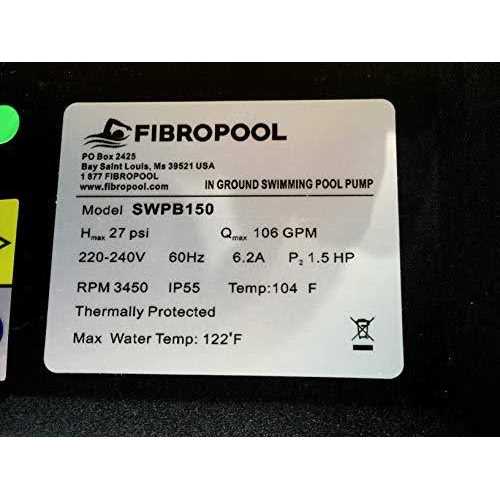 FIBROPOOL
PO Box 2425
Bay Saint Louis, Ms 39521 USA
1 877 FIBROPOOL
www.fibropool.com
IN GROUND SWIMMING POOL PUMP
Model SWPB150
Hmax 27 psi Qmax 106 GPM
220-240V 60Hz 6.2A P2 1.5 HP
RPM 3450 IP55 Temp:104 F
Thermally Protected
Max Water Temp: 122°F